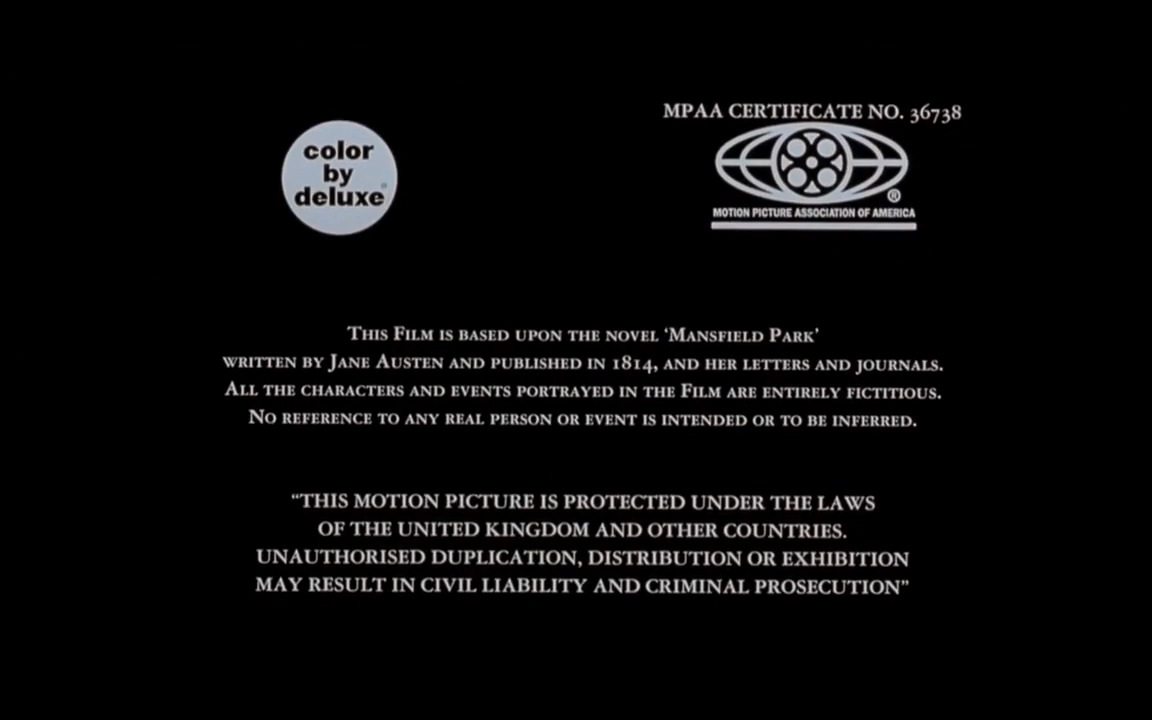 MPAA CERTIFICATE NO. 36738
color
by
deluxe®
®
MOTION PICTURE ASSOCIATION OF AMERICA
THIS FILM IS BASED UPON THE NOVEL ‘MANSFIELD PARK’
WRITTEN BY JANE AUSTEN AND PUBLISHED IN 1814, AND HER LETTERS AND JOURNALS.
ALL THE CHARACTERS AND EVENTS PORTRAYED IN THE FILM ARE ENTIRELY FICTITIOUS.
NO REFERENCE TO ANY REAL PERSON OR EVENT IS INTENDED OR TO BE INFERRED.
“THIS MOTION PICTURE IS PROTECTED UNDER THE LAWS
OF THE UNITED KINGDOM AND OTHER COUNTRIES.
UNAUTHORISED DUPLICATION, DISTRIBUTION OR EXHIBITION
MAY RESULT IN CIVIL LIABILITY AND CRIMINAL PROSECUTION”